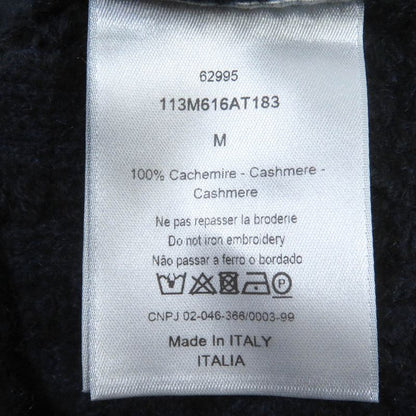 62995
113M616AT183
M
100% Cachemire - Cashmere -
Cashmere
Ne pas repasser la broderie
Do not iron embroidery
Não passar a ferro o bordado
P
CNPJ 02-046-366/0003-99
Made In ITALY
ITALIA